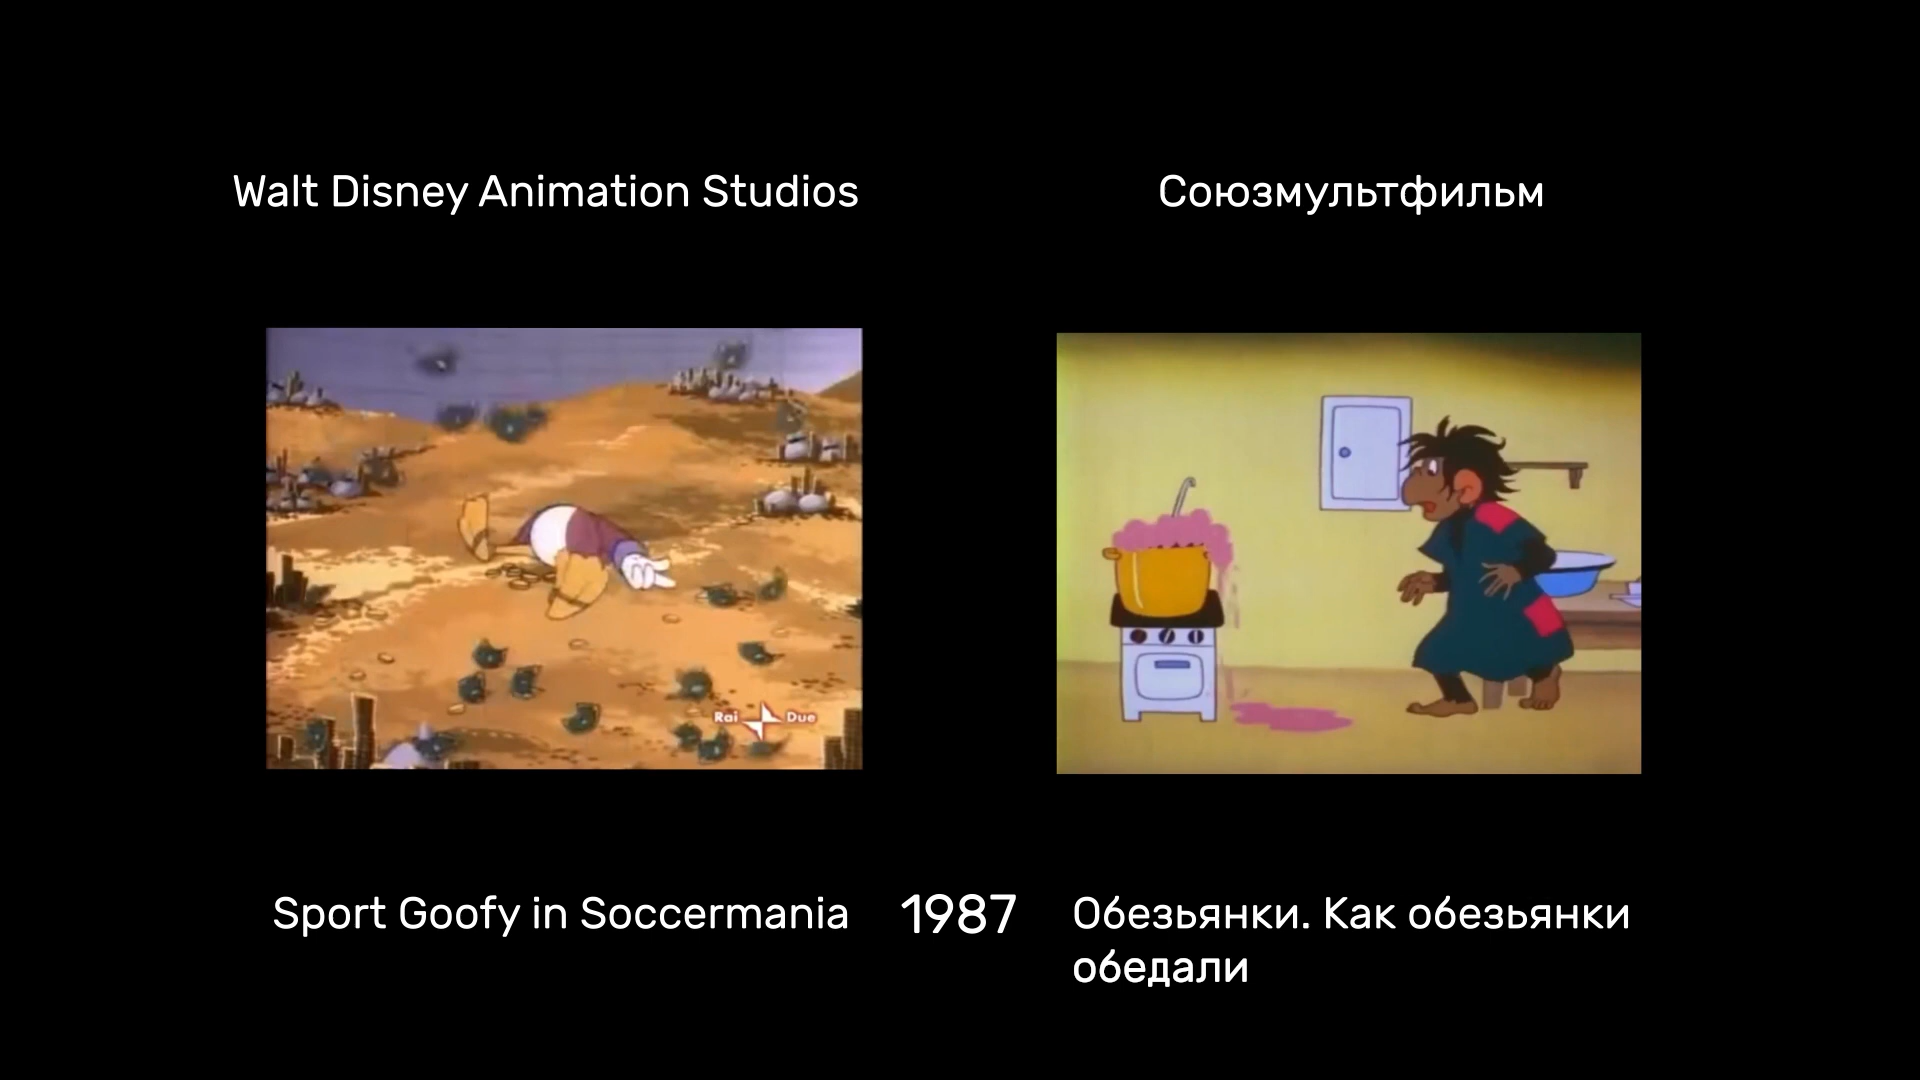 Walt Disney Animation Studios
Союзмультфильм
Rai Due
Sport Goofy in Soccermania
1987
Обезьянки. Как обезьянки
обедали